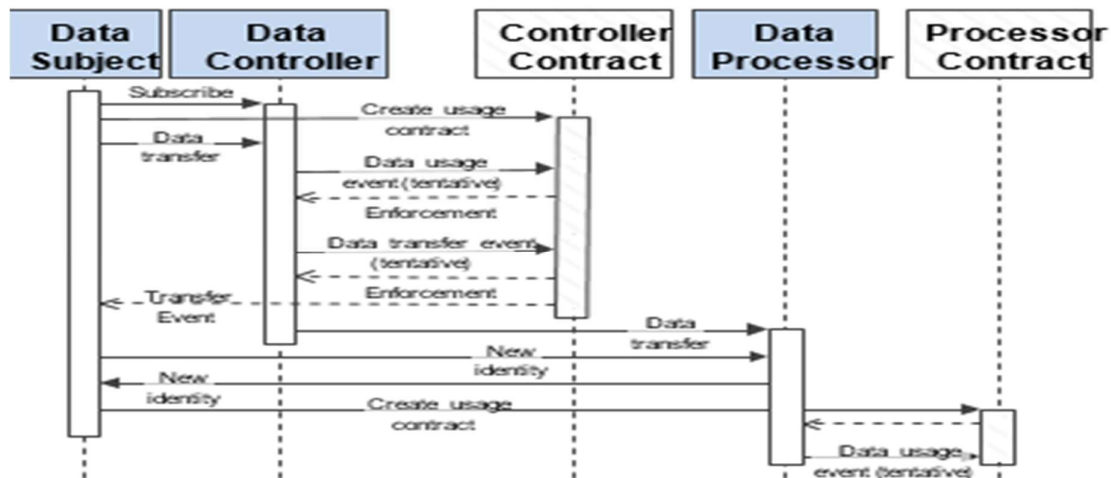 Data
Subject
Data
Controller
Controller
Contract
Data
Processor
Processor
Contract
Subscribe
Create usage
contract
Data
transfer
Data usage
event (tentative)
Enforcement
Data transfer event
(tentative)
Enforcement
Transfer
Event
Data
transfer
New
identity
New
identity
Create usage
contract
Data usage
event (tentative)